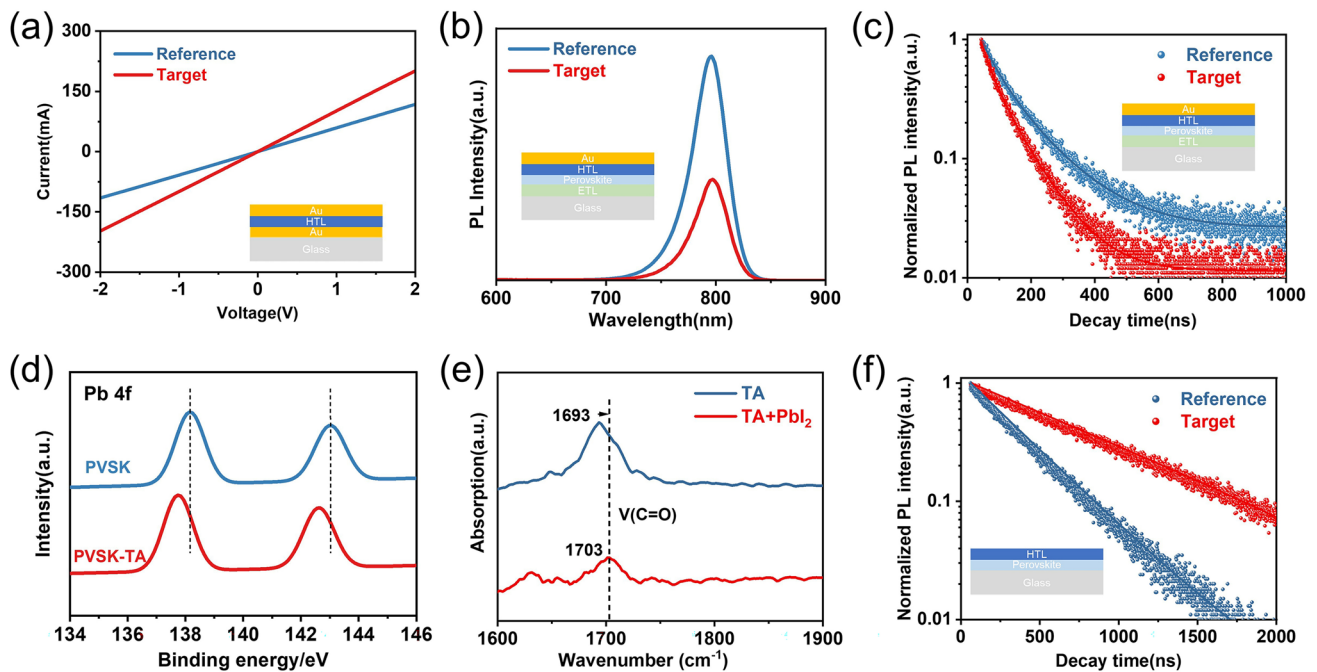 (a)
300
150
0
-150
-300
Current(mA)
-2
-1
0
1
2
Voltage(V)
Reference
Target
Au
HTL
Au
Glass
(b)
PL Intensity(a.u.)
600
700
800
900
Wavelength(nm)
Reference
Target
Au
HTL
Perovskite
ETL
Glass
(c)
Normalized PL intensity(a.u.)
1
0.1
0.01
0
200
400
600
800
1000
Decay time(ns)
Reference
Target
Au
HTL
Perovskite
ETL
Glass
(d)
Pb 4f
Intensity(a.u.)
PVSK
PVSK-TA
134
136
138
140
142
144
146
Binding energy/eV
(e)
Absorption(a.u.)
TA
TA+PbI₂
1693
V(C=O)
1703
1600
1700
1800
1900
Wavenumber (cm⁻¹)
(f)
Normalized PL intensity(a.u.)
1
0.1
0.01
0
500
1000
1500
2000
Decay time(ns)
Reference
Target
HTL
Perovskite
Glass